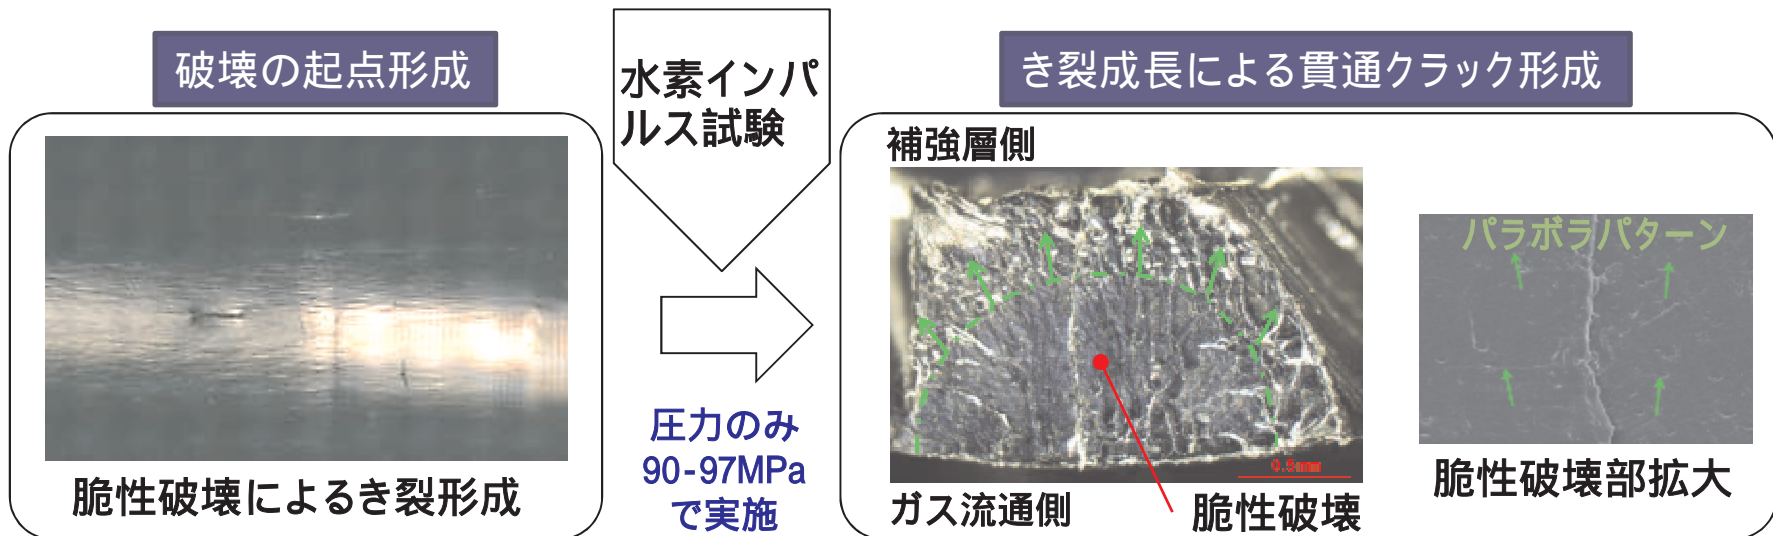 破壊の起点形成
脆性破壊によるき裂形成
水素インパ
ルス試験
圧力のみ
90-97MPa
で実施
き裂成長による貫通クラック形成
補強層側
0.5mm
ガス流通側
脆性破壊
パラボラパターン
脆性破壊部拡大